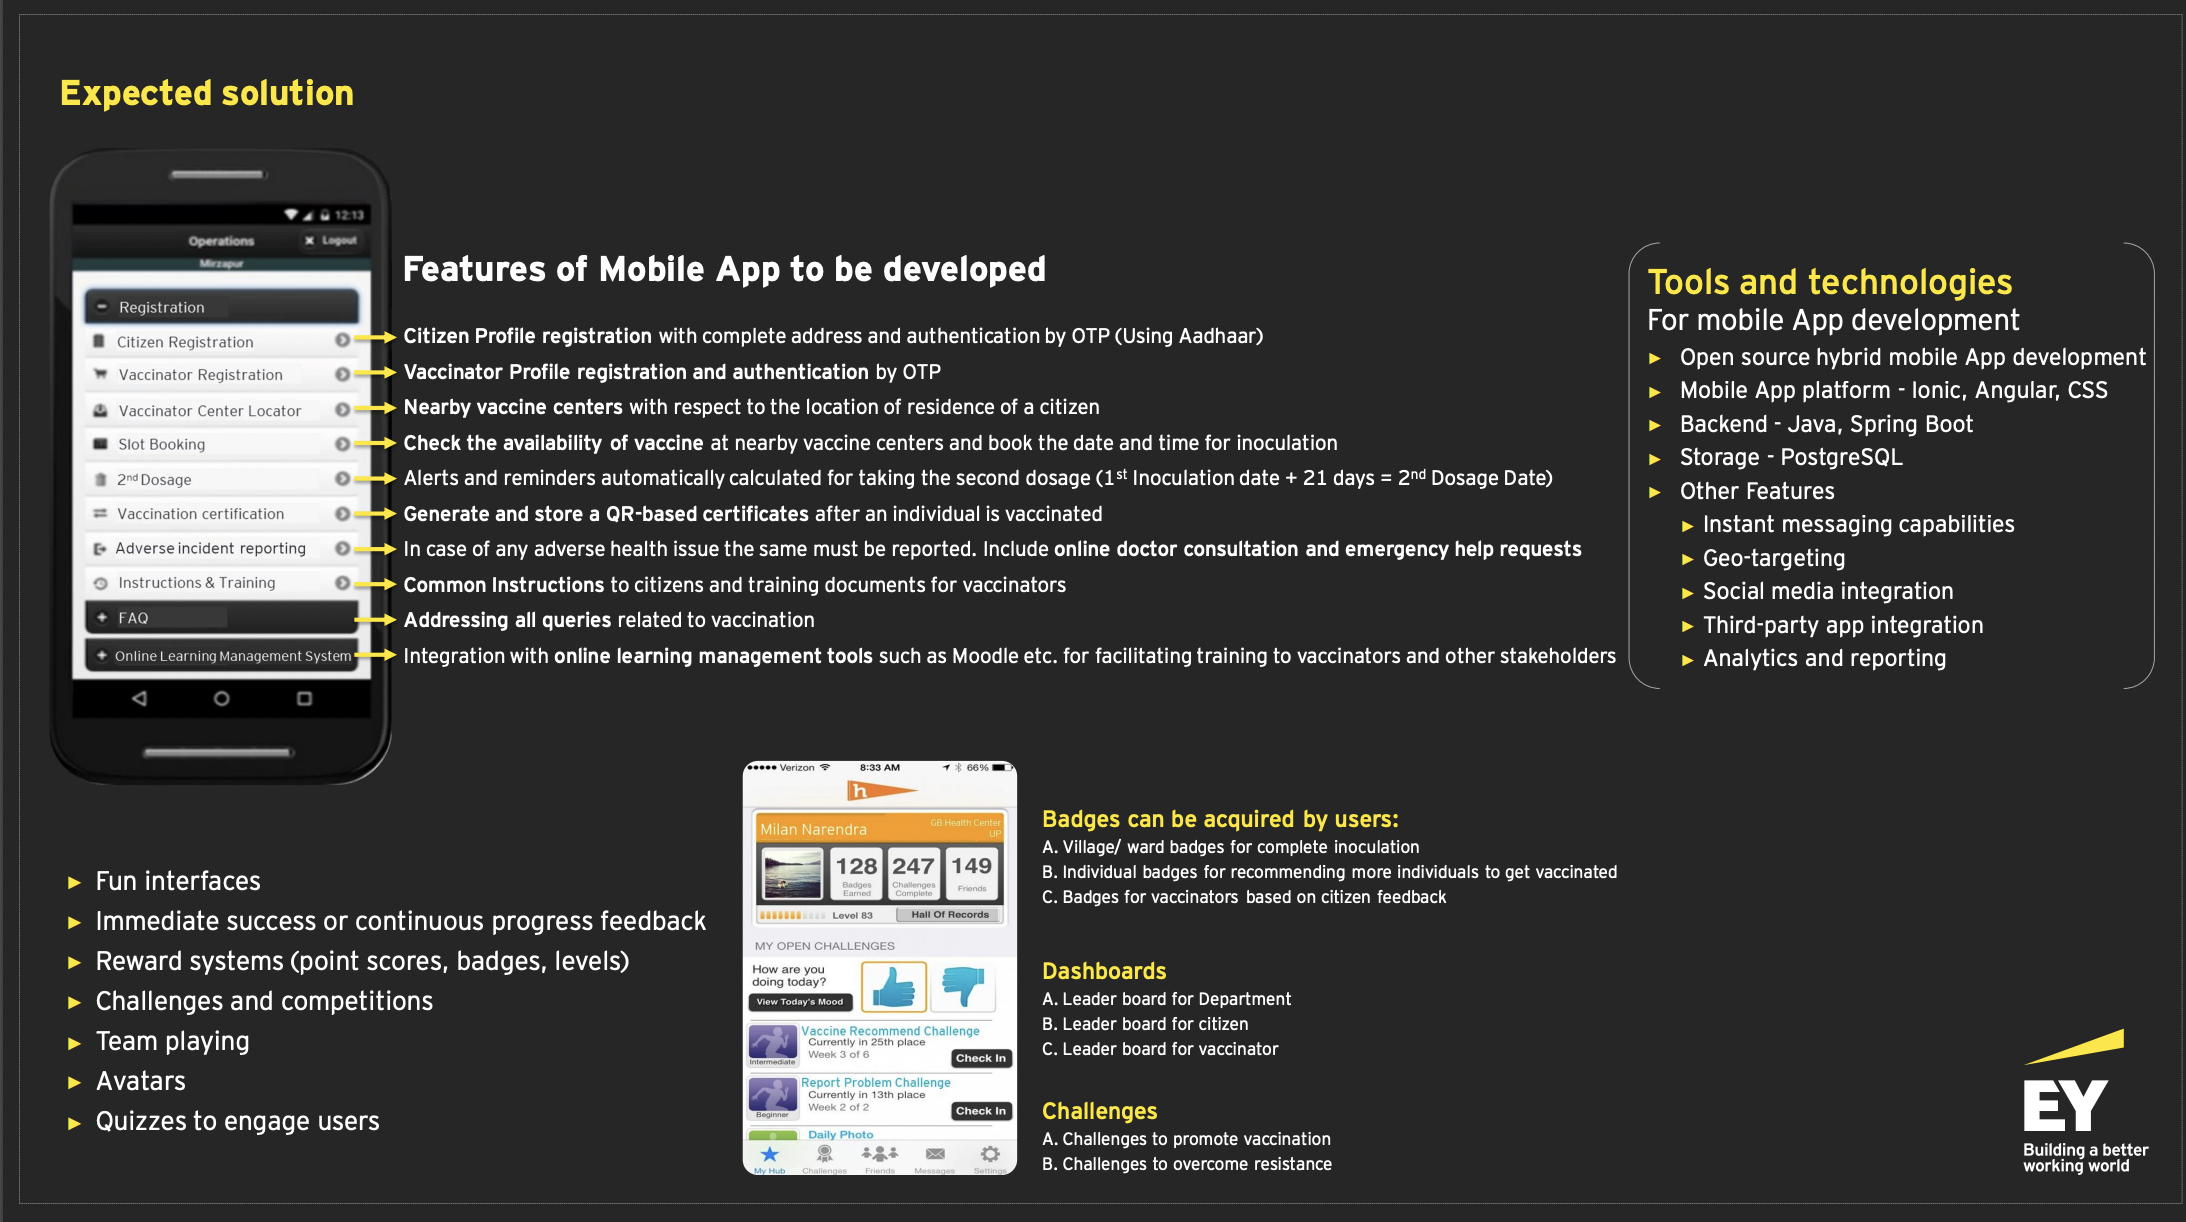 Expected solution
12:13
Operations
Logout
Mirzapur
Registration
Citizen Registration
Vaccinator Registration
Vaccinator Center Locator
Slot Booking
2nd Dosage
Vaccination certification
Adverse incident reporting
Instructions & Training
FAQ
Online Learning Management System
Features of Mobile App to be developed
Citizen Profile registration with complete address and authentication by OTP (Using Aadhaar)
Vaccinator Profile registration and authentication by OTP
Nearby vaccine centers with respect to the location of residence of a citizen
Check the availability of vaccine at nearby vaccine centers and book the date and time for inoculation
Alerts and reminders automatically calculated for taking the second dosage (1st Inoculation date + 21 days = 2nd Dosage Date)
Generate and store a QR-based certificates after an individual is vaccinated
In case of any adverse health issue the same must be reported. Include online doctor consultation and emergency help requests
Common Instructions to citizens and training documents for vaccinators
Addressing all queries related to vaccination
Integration with online learning management tools such as Moodle etc. for facilitating training to vaccinators and other stakeholders
Tools and technologies
For mobile App development
► Open source hybrid mobile App development
► Mobile App platform - Ionic, Angular, CSS
► Backend - Java, Spring Boot
► Storage - PostgreSQL
► Other Features
► Instant messaging capabilities
► Geo-targeting
► Social media integration
► Third-party app integration
► Analytics and reporting
► Fun interfaces
► Immediate success or continuous progress feedback
► Reward systems (point scores, badges, levels)
► Challenges and competitions
► Team playing
► Avatars
► Quizzes to engage users
Verizon 8:33 AM 66%
h
Milan Narendra
GB Health Center
UP
128 247 149
Badges Earned
Challenges Complete
Friends
Level 83
Hall Of Records
MY OPEN CHALLENGES
How are you
doing today?
View Today's Mood
Vaccine Recommend Challenge
Currently in 25th place
Week 3 of 6
Check In
Intermediate
Report Problem Challenge
Currently in 13th place
Week 2 of 2
Check In
Beginner
Daily Photo
My Hub Challenges Friends Messages Settings
Badges can be acquired by users:
A. Village/ ward badges for complete inoculation
B. Individual badges for recommending more individuals to get vaccinated
C. Badges for vaccinators based on citizen feedback
Dashboards
A. Leader board for Department
B. Leader board for citizen
C. Leader board for vaccinator
Challenges
A. Challenges to promote vaccination
B. Challenges to overcome resistance
EY
Building a better
working world